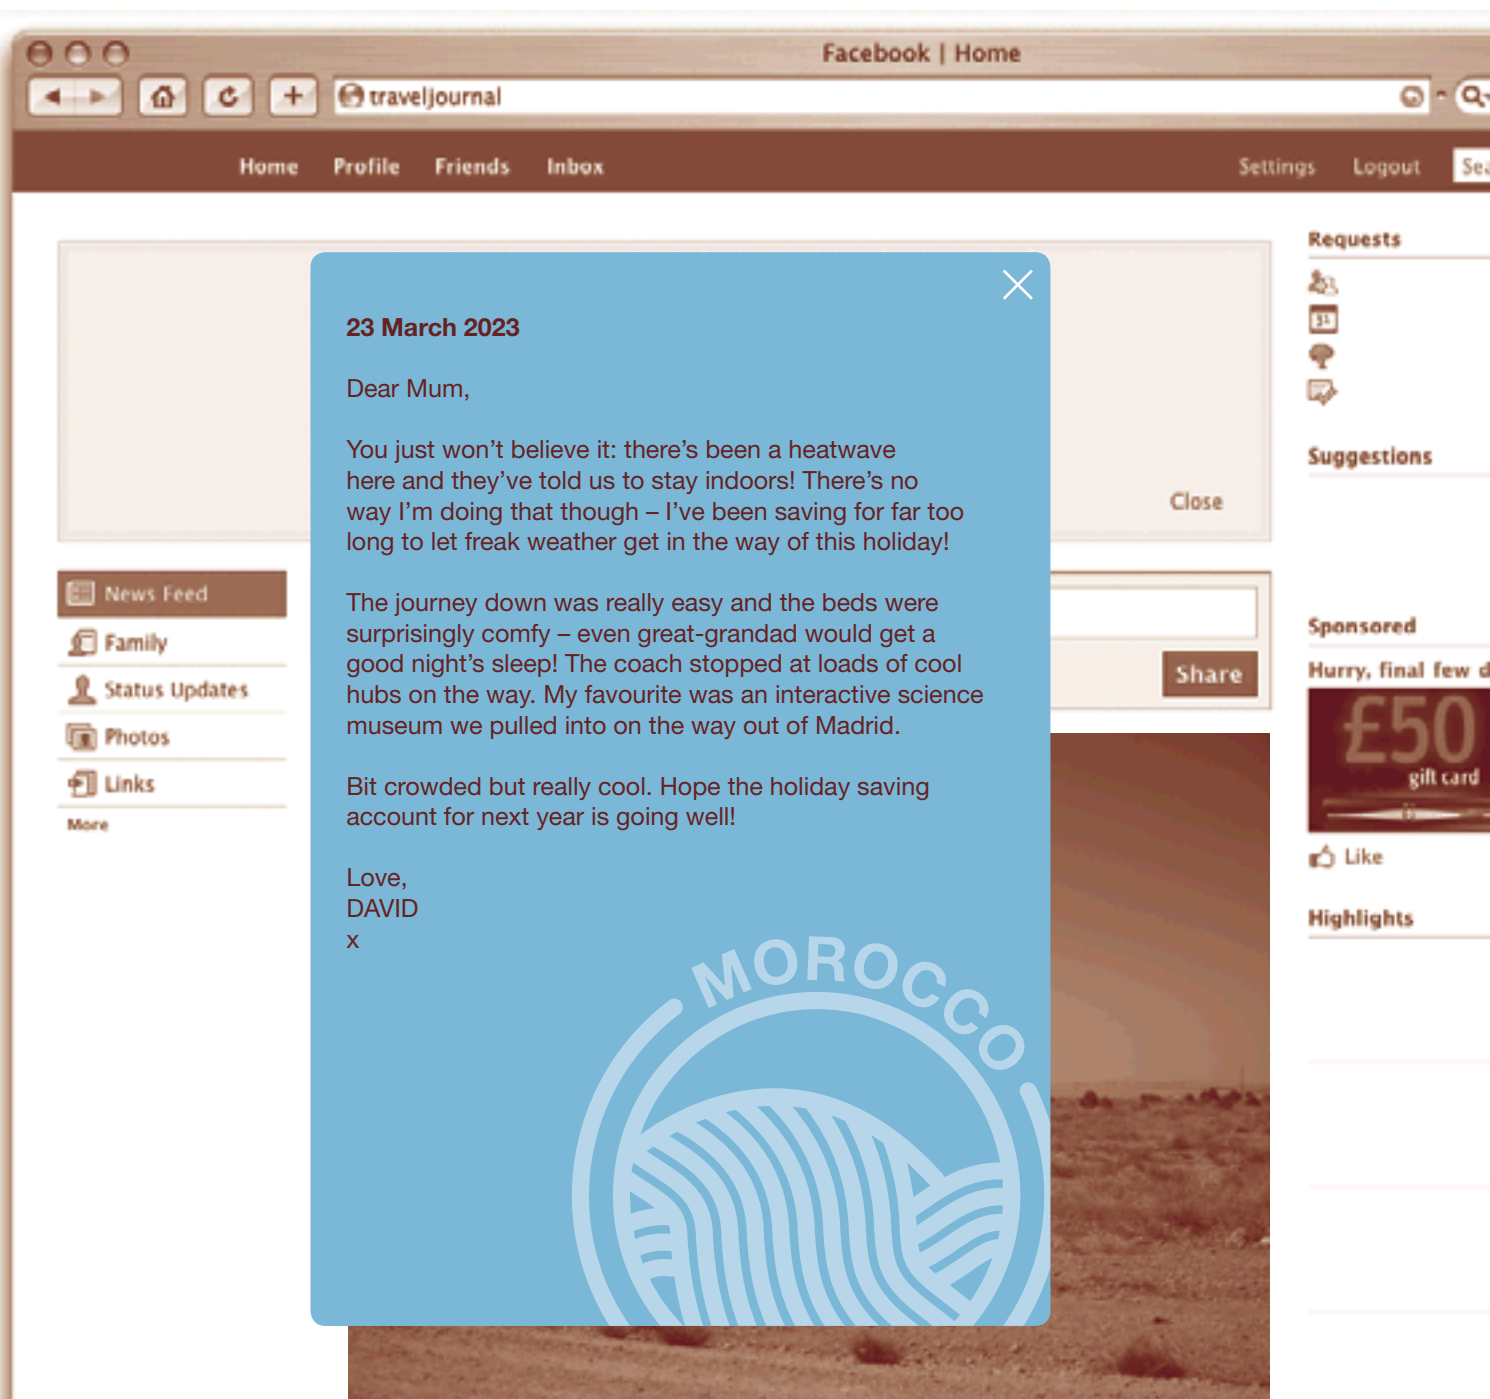 Facebook | Home
traveljournal
Home Profile Friends Inbox
Settings Logout
Requests
31
Suggestions
Close
23 March 2023
Dear Mum,
You just won’t believe it: there’s been a heatwave
here and they’ve told us to stay indoors! There’s no
way I’m doing that though – I’ve been saving for far too
long to let freak weather get in the way of this holiday!
The journey down was really easy and the beds were
surprisingly comfy – even great-grandad would get a
good night’s sleep! The coach stopped at loads of cool
hubs on the way. My favourite was an interactive science
museum we pulled into on the way out of Madrid.
Bit crowded but really cool. Hope the holiday saving
account for next year is going well!
Love,
DAVID
x
MOROCCO
News Feed
Family
Status Updates
Photos
Links
More
Share
Sponsored
Hurry, final few
£50
gift card
Like
Highlights